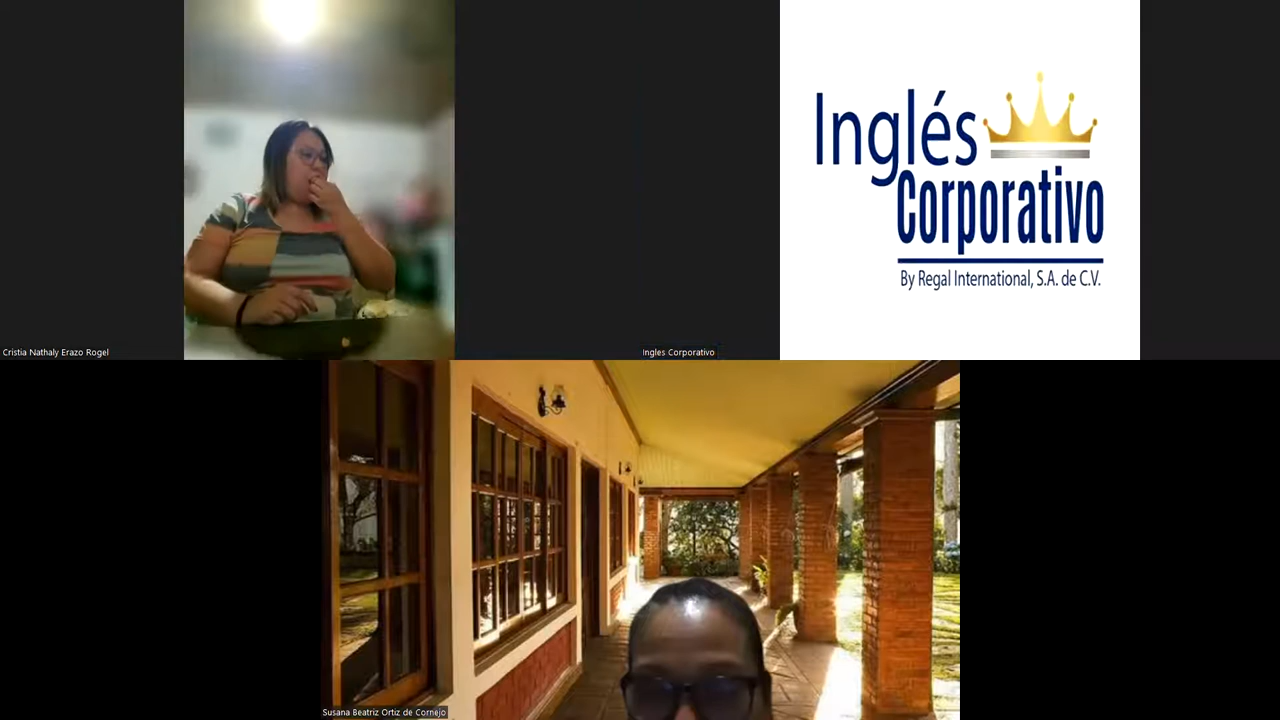 Inglés
Corporativo
By Regal International, S.A. de C.V.
Cristia Nathaly Erazo Rogel
Ingles Corporativo
Susana Beatriz Ortiz de Cornejo